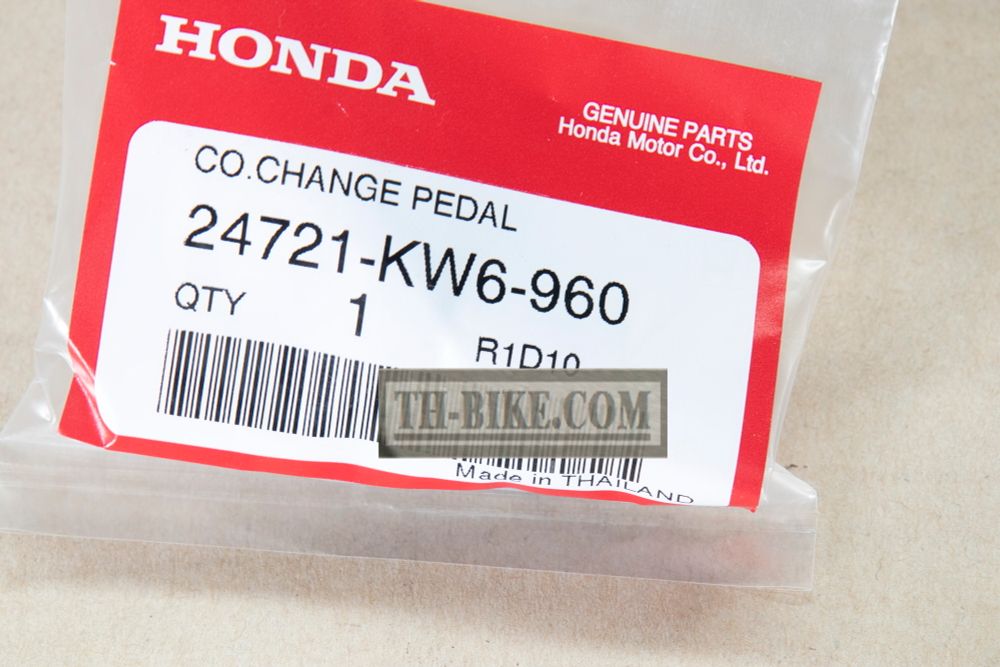 HONDA
GENUINE PARTS
Honda Motor Co., Ltd.
CO.CHANGE PEDAL
24721-KW6-960
QTY 1
R1D10
TH-BIKE.COM
Made in THAILAND